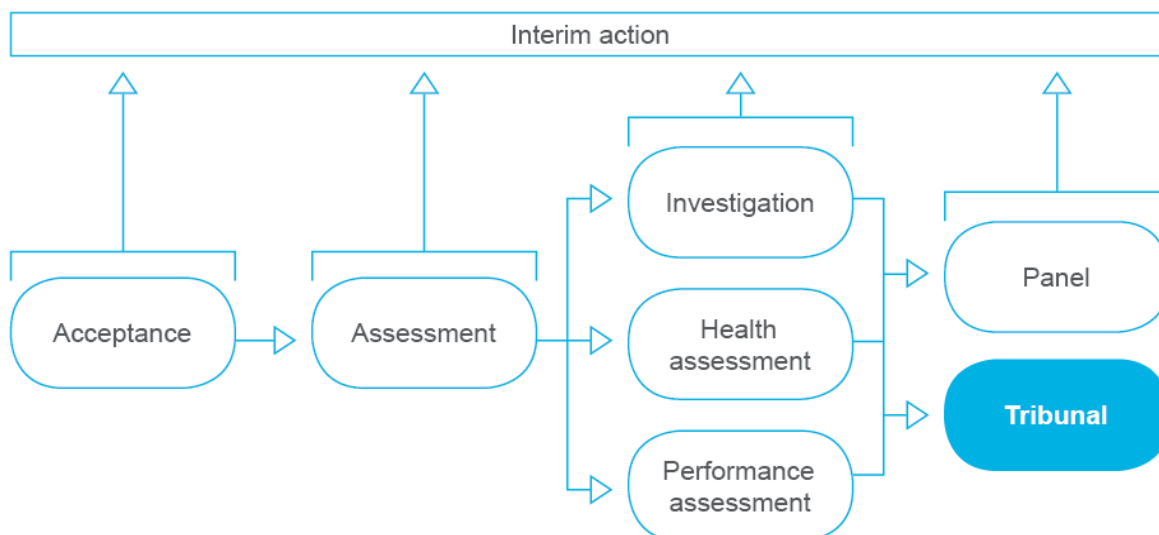 Interim action
Acceptance
Assessment
Investigation
Health
assessment
Performance
assessment
Panel
Tribunal